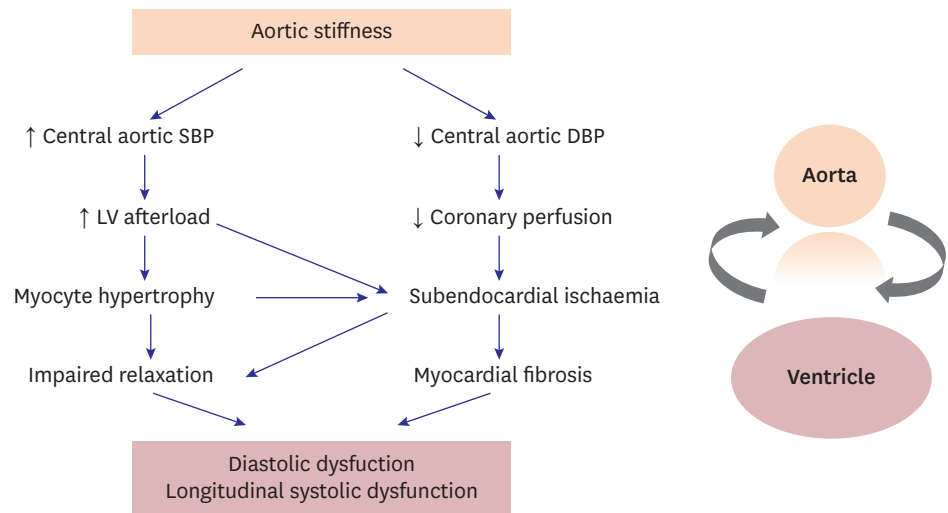 Aortic stiffness
↑ Central aortic SBP
↓ Central aortic DBP
↑ LV afterload
↓ Coronary perfusion
Myocyte hypertrophy
Subendocardial ischaemia
Impaired relaxation
Myocardial fibrosis
Diastolic dysfuction
Longitudinal systolic dysfunction
Aorta
Ventricle